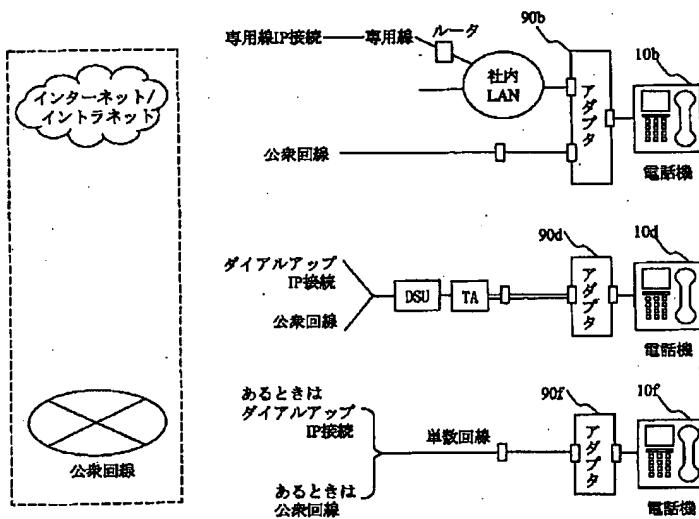 インターネット/
イントラネット
公衆回線
専用線IP接続
専用線
ルータ
社内
LAN
公衆回線
90b
アダプタ
10b
電話機
ダイアルアップ
IP接続
公衆回線
DSU
TA
90d
アダプタ
10d
電話機
あるときは
ダイアルアップ
IP接続
あるときは
公衆回線
単数回線
90f
アダプタ
10f
電話機